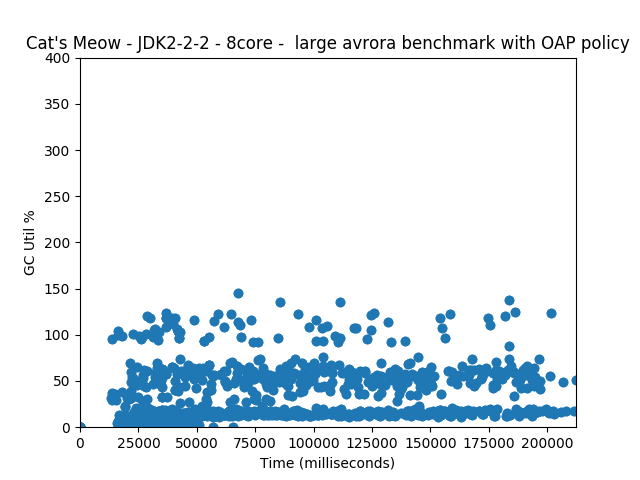 Cat's Meow - JDK2-2-2 - 8core -  large avrora benchmark with OAP policy
400
350
300
250
200
150
100
50
0
GC Util %
0 25000 50000 75000 100000 125000 150000 175000 200000
Time (milliseconds)